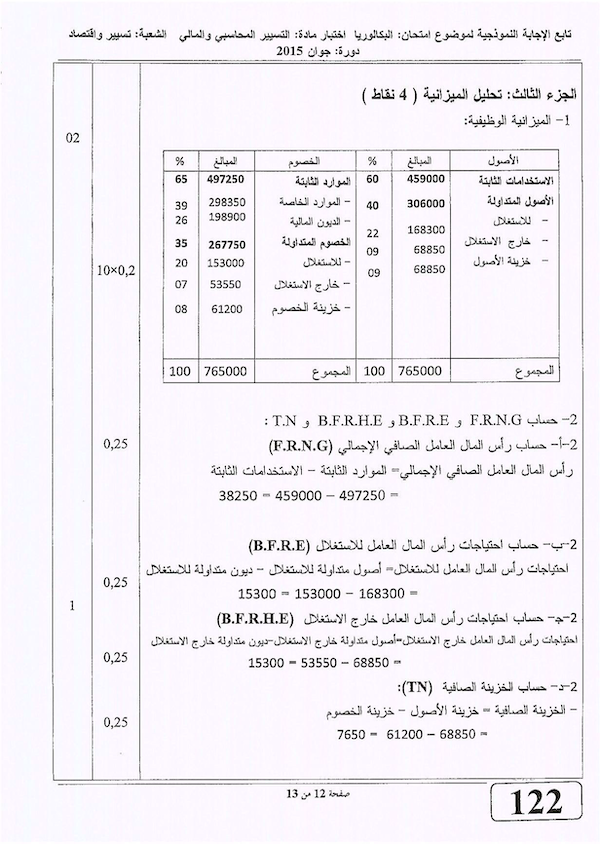 تابع الإجابة النموذجية لموضوع امتحان: البكالوريا اختبار مادة: التسيير المحاسبي والمالي الشعبة: تسيير واقتصاد
دورة: جوان 2015
الجزء الثالث: تحليل الميزانية ( 4 نقاط )
1- الميزانية الوظيفية:
02
الأصول المبالغ % الخصوم المبالغ %
الاستخدامات الثابتة 459000 60 الموارد الثابتة 497250 65
الأصول المتداولة 306000 40 - الموارد الخاصة 298350 39
- للاستغلال 168300 22 - الديون المالية 198900 26
- خارج الاستغلال 68850 09 الخصوم المتداولة 267750 35
- خزينة الأصول 68850 09 - للاستغلال 153000 20
10×0,2
- خارج الاستغلال 53550 07
- خزينة الخصوم 61200 08
المجموع 765000 100 المجموع 765000 100
2- حساب F.R.N.G و B.F.R.E و B.F.R.H.E و T.N :
2-أ- حساب رأس المال العامل الصافي الإجمالي (F.R.N.G) 0,25
رأس المال العامل الصافي الإجمالي= الموارد الثابتة - الاستخدامات الثابتة
= 497250 – 459000 = 38250
2-ب- حساب احتياجات رأس المال العامل للاستغلال (B.F.R.E)
احتياجات رأس المال العامل للاستغلال= أصول متداولة للاستغلال - ديون متداولة للاستغلال 0,25
= 168300 – 153000 = 15300
1
2-ج- حساب احتياجات رأس المال العامل خارج الاستغلال (B.F.R.H.E)
احتياجات رأس المال العامل خارج الاستغلال=أصول متداولة خارج الاستغلال-ديون متداولة خارج الاستغلال
= 68850 – 53550 = 15300 0,25
2-د- حساب الخزينة الصافية (TN):
- الخزينة الصافية = خزينة الأصول - خزينة الخصوم 0,25
= 68850 – 61200 = 7650
صفحة 12 من 13
122